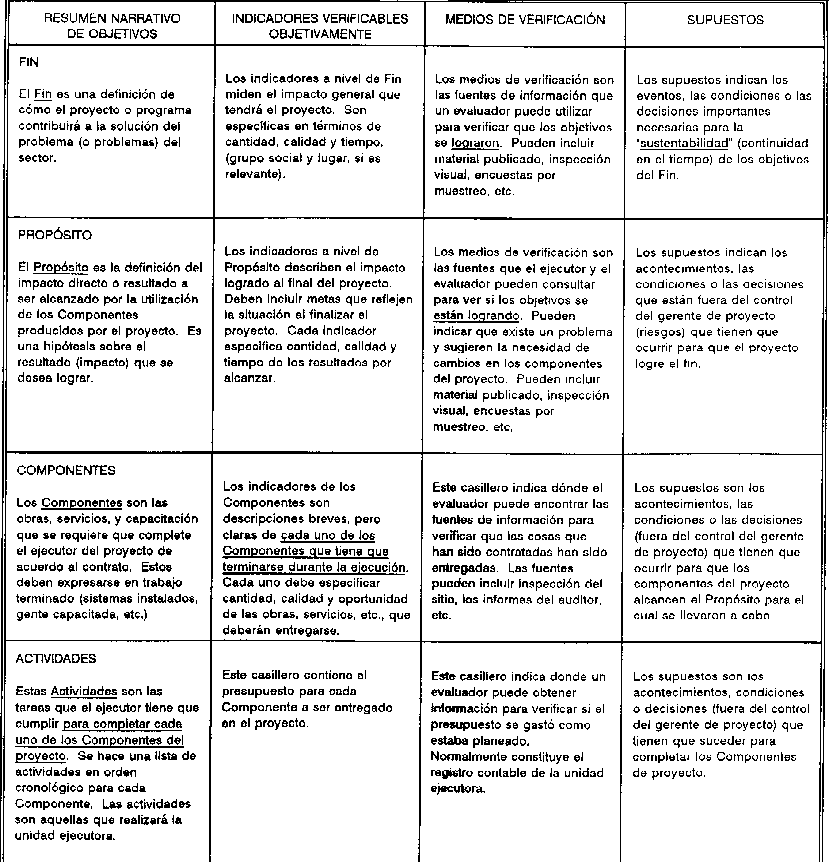 RESUMEN NARRATIVO
DE OBJETIVOS
INDICADORES VERIFICABLES
OBJETIVAMENTE
MEDIOS DE VERIFICACIÓN
SUPUESTOS
FIN
El Fin es una definición de
cómo el proyecto o programa
contribuirá a la solución del
problema (o problemas) del
sector.
Los indicadores a nivel de Fin
miden el impacto general que
tendrá el proyecto. Son
específicas en términos de
cantidad, calidad y tiempo.
(grupo social y lugar, si es
relevante).
Los medios de verificación son
las fuentes de información que
un evaluador puede utilizar
para verificar que los objetivos
se lograron. Pueden incluir
material publicado, inspección
visual, encuestas por
muestreo, etc.
Los supuestos indican los
eventos, las condiciones o las
decisiones importantes
necesarias para la
"sustentabilidad" (continuidad
en el tiempo) de los objetivos
del Fin.
PROPÓSITO
El Propósito es la definición del
impacto directo o resultado a
ser alcanzado por la utilización
de los Componentes
producidos por el proyecto. Es
una hipótesis sobre el
resultado (impacto) que se
desea lograr.
Los indicadores a nivel de
Propósito describen el impacto
logrado al final del proyecto.
Deben incluir metas que reflejen
la situación al finalizar el
proyecto. Cada indicador
especifica cantidad, calidad y
tiempo de los resultados por
alcanzar.
Los medios de verificación son
las fuentes que el ejecutor y el
evaluador pueden consultar
para ver si los objetivos se
están logrando. Pueden
indicar que existe un problema
y sugieren la necesidad de
cambios en los componentes
del proyecto. Pueden incluir
material publicado, inspección
visual, encuestas por
muestreo, etc.
Los supuestos indican los
acontecimientos, las
condiciones o las decisiones
que están fuera del control
del gerente de proyecto
(riesgos) que tienen que
ocurrir para que el proyecto
logre el fin.
COMPONENTES
Los Componentes son las
obras, servicios, y capacitación
que se requiere que complete
el ejecutor del proyecto de
acuerdo al contrato. Estos
deben expresarse en trabajo
terminado (sistemas instalados,
gente capacitada, etc.)
Los indicadores de los
Componentes son
descripciones breves, pero
claras de cada uno de los
Componentes que tiene que
terminarse durante la ejecución.
Cada uno debe especificar
cantidad, calidad y oportunidad
de las obras, servicios, etc., que
deberán entregarse.
Este casillero indica dónde el
evaluador puede encontrar las
fuentes de información para
verificar que las cosas que
han sido contratadas han sido
entregadas. Las fuentes
pueden incluir inspección del
sitio, los informes del auditor,
etc.
Los supuestos son los
acontecimientos, las
condiciones o las decisiones
(fuera del control del gerente
de proyecto) que tienen que
ocurrir para que los
componentes del proyecto
alcancen el Propósito para el
cual se llevaron a cabo
ACTIVIDADES
Estas Actividades son las
tareas que el ejecutor tiene que
cumplir para completar cada
uno de los Componentes del
proyecto. Se hace una lista de
actividades en orden
cronológico para cada
Componente. Las actividades
son aquellas que realizará la
unidad ejecutora.
Este casillero contiene el
presupuesto para cada
Componente a ser entregado
en el proyecto.
Este casillero indica donde un
evaluador puede obtener
información para verificar si el
presupuesto se gastó como
estaba planeado.
Normalmente constituye el
registro contable de la unidad
ejecutora.
Los supuestos son los
acontecimientos, condiciones
o decisiones (fuera del control
del gerente de proyecto) que
tienen que suceder para
completar los Componentes
de proyecto.